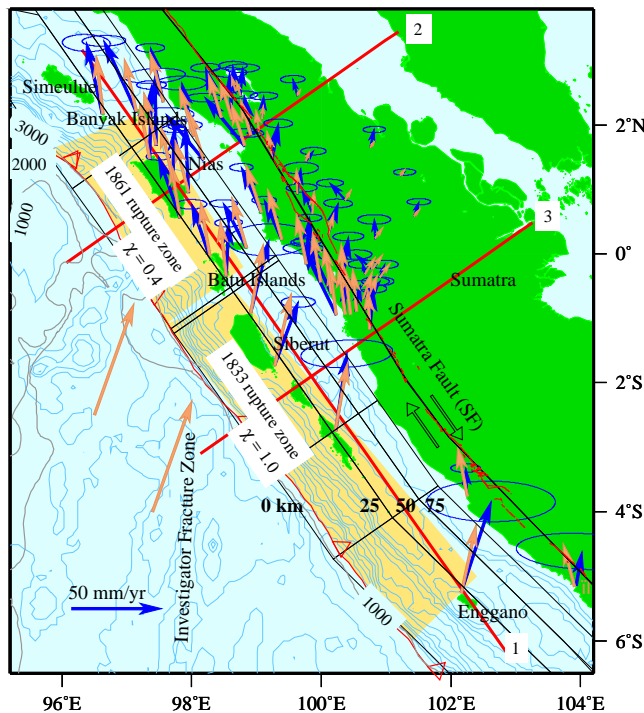 2
Simeulue
3000
Banyak Islands
2°N
2000
Nias
1861 rupture zone
χ = 0.4
1000
3
0°
Batu Islands
Sumatra
Siberut
Sumatra Fault (SF)
1833 rupture zone
χ = 1.0
2°S
Investigator Fracture Zone
0 km
25
50
75
4°S
50 mm/yr
1000
Enggano
1
6°S
96°E
98°E
100°E
102°E
104°E